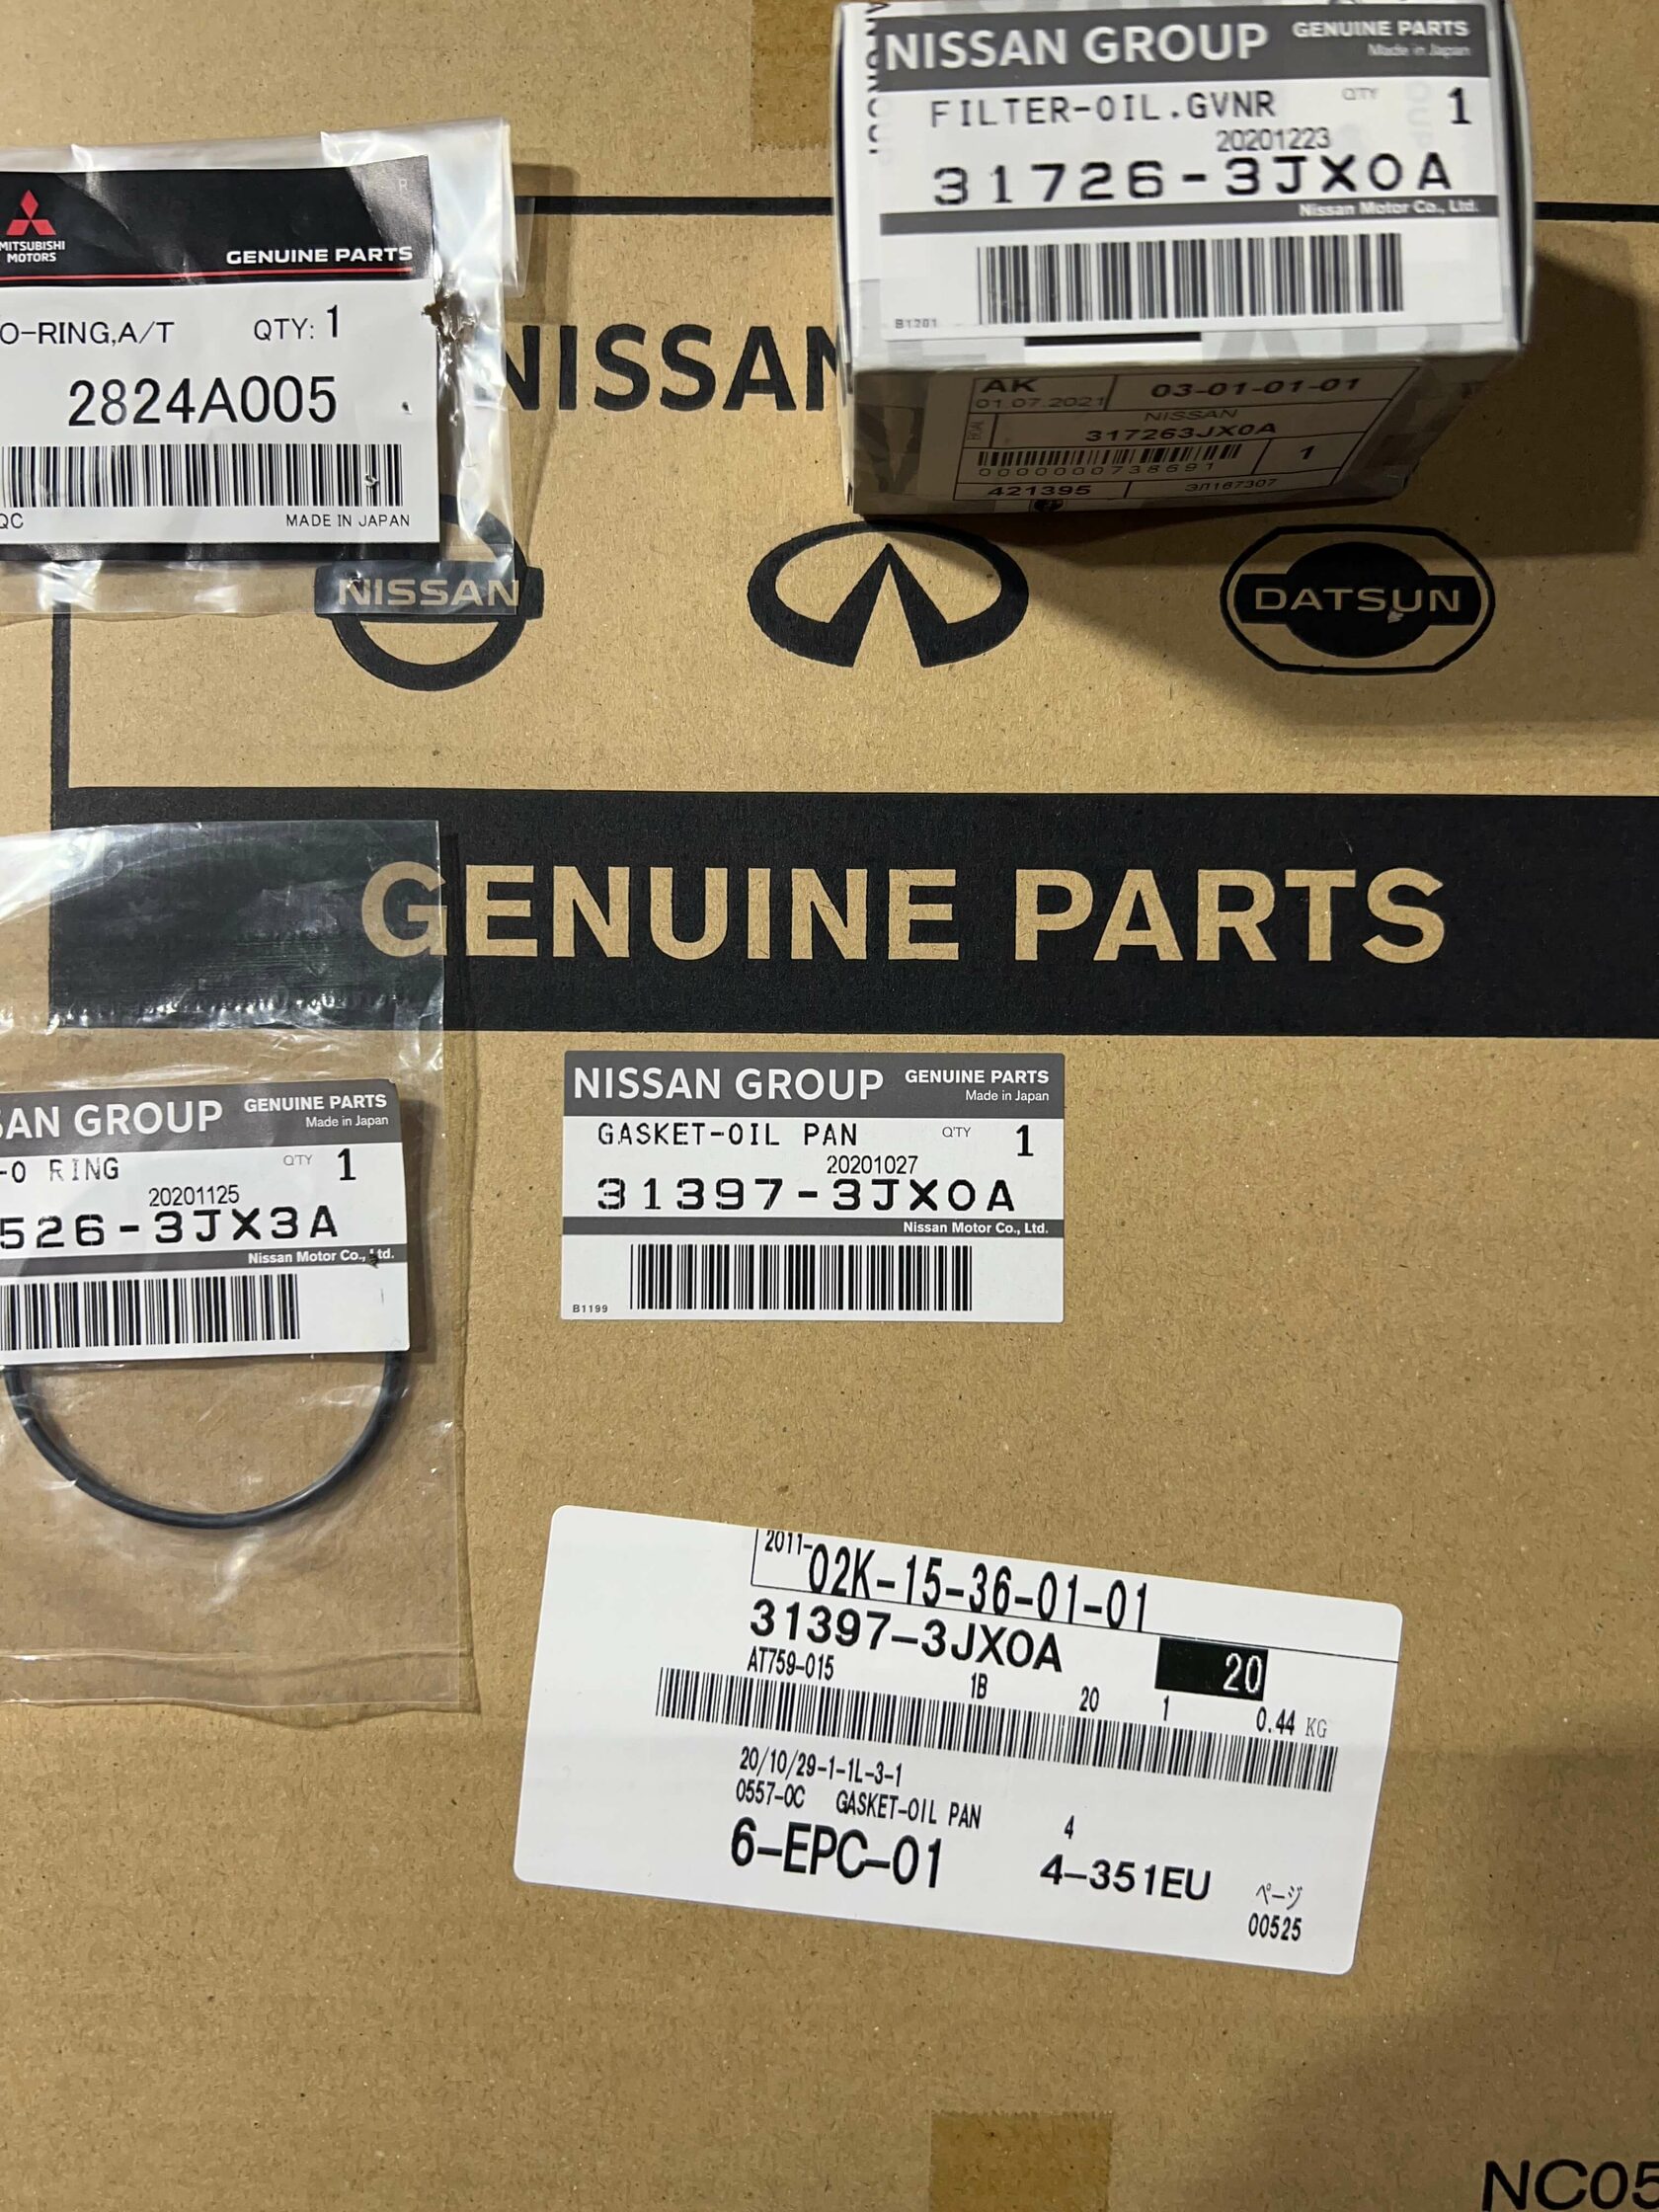 NISSAN GROUP GENUINE PARTS
Made in Japan
FILTER-OIL.GVNR QTY 1
20201223
31726-3JX0A
Nissan Motor Co., Ltd.
B1201
AK 03-01-01-01
01.07.2021
NISSAN
317263JX0A
1
0000000738691
421395 ЭЛ167307
MITSUBISHI
MOTORS
GENUINE PARTS
O-RING,A/T QTY: 1
2824A005
QC MADE IN JAPAN
NISSAN
NISSAN
DATSUN
GENUINE PARTS
SAN GROUP GENUINE PARTS
Made in Japan
-O RING QTY 1
20201125
526-3JX3A
Nissan Motor Co., Ltd.
NISSAN GROUP GENUINE PARTS
Made in Japan
GASKET-OIL PAN Q'TY 1
20201027
31397-3JX0A
Nissan Motor Co., Ltd.
B1199
2011-02K-15-36-01-01
31397-3JX0A 20
AT759-015 1B 20 1 0.44 KG
20/10/29-1-1L-3-1
0557-0C GASKET-OIL PAN 4
6-EPC-01 4-351EU ページ
00525
NC05